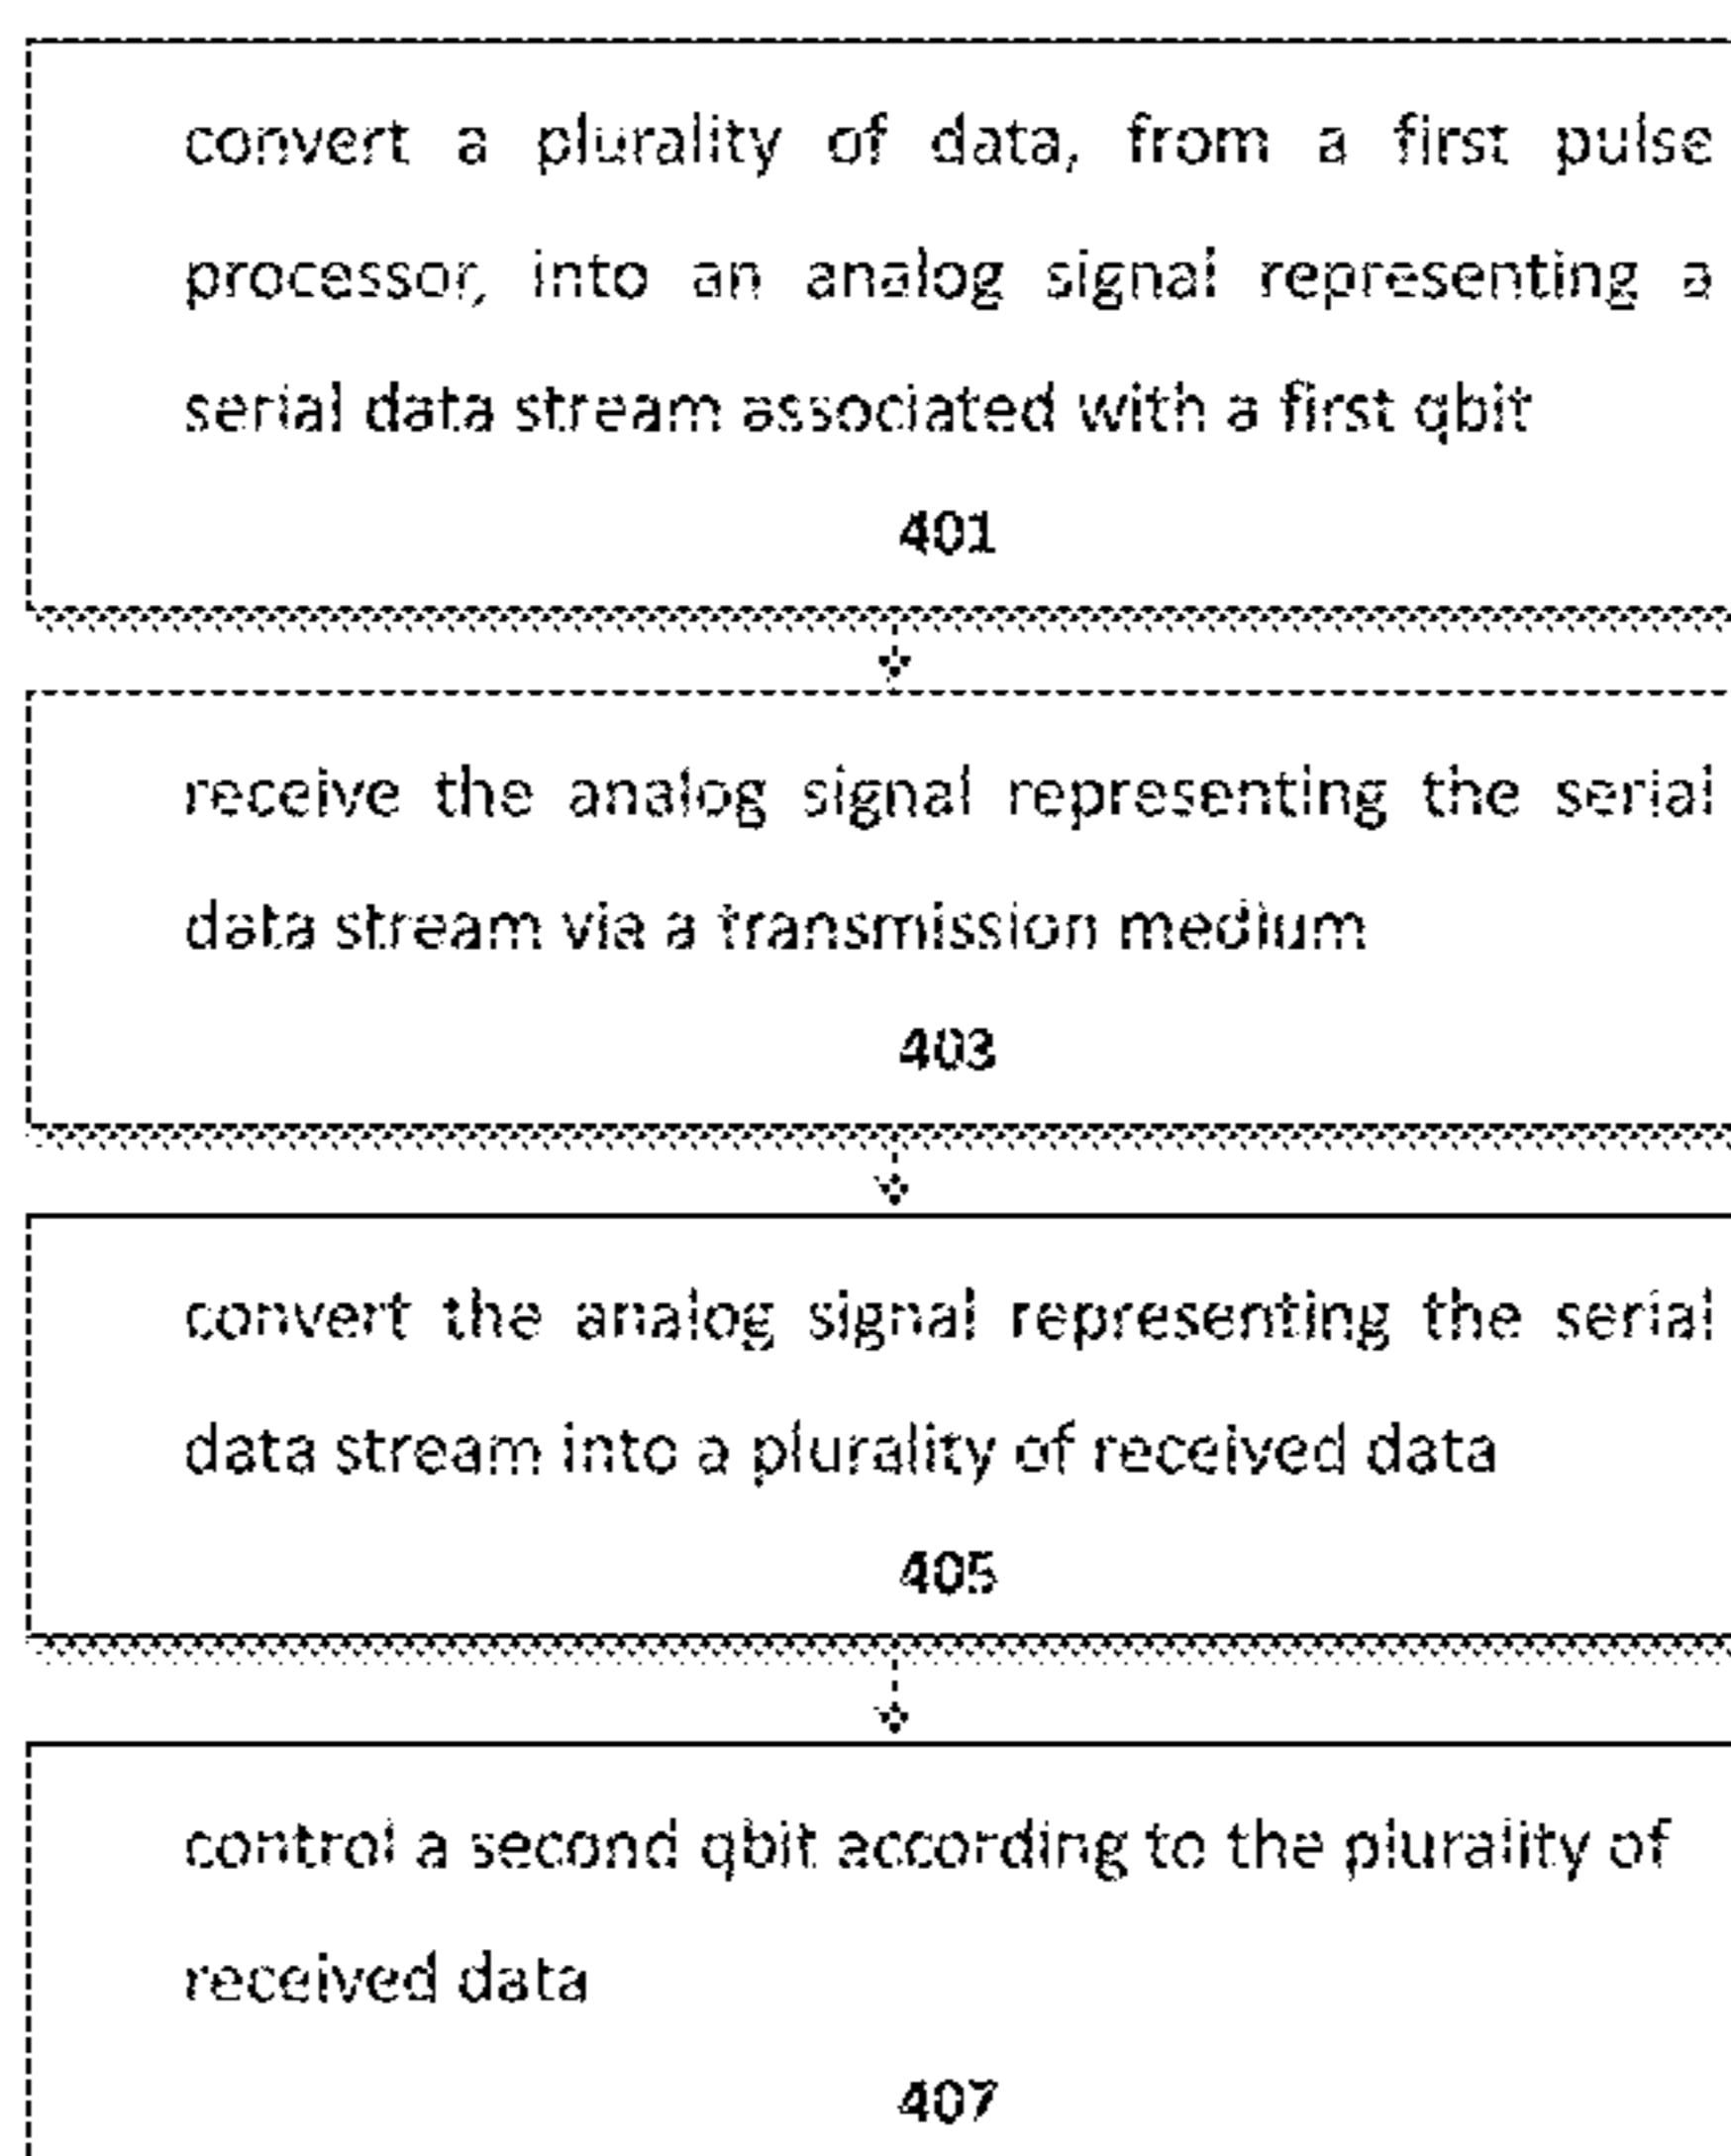 convert a plurality of data, from a first pulse
processor, into an analog signal representing a
serial data stream associated with a first qbit
401
receive the analog signal representing the serial
data stream via a transmission medium
403
convert the analog signal representing the serial
data stream into a plurality of received data
405
control a second qbit according to the plurality of
received data
407